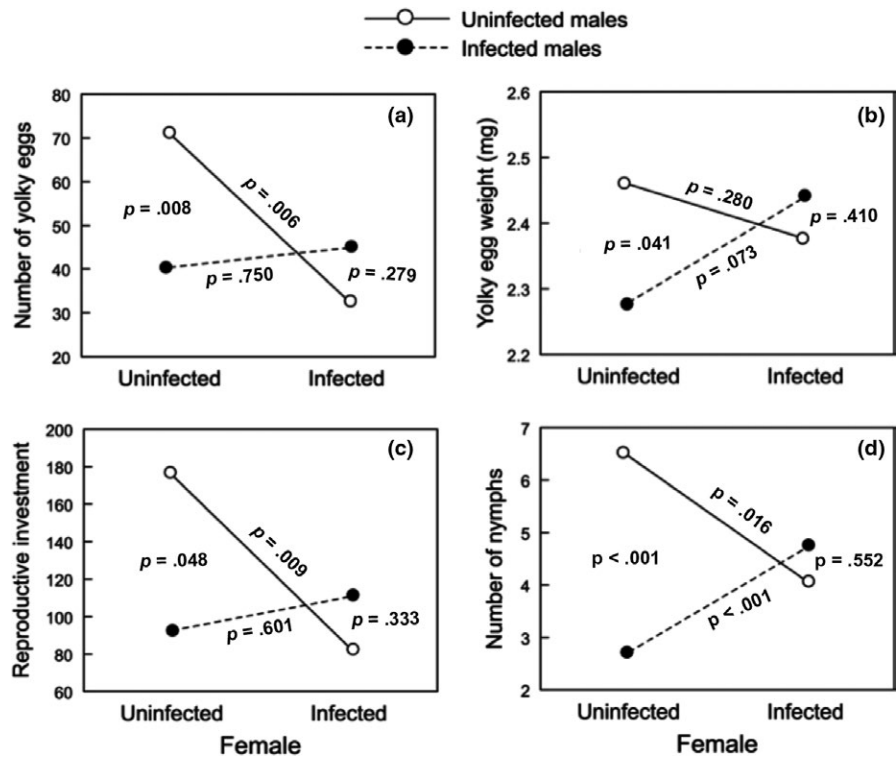 Uninfected males
Infected males
(a)
Number of yolky eggs
80
70
60
50
40
30
20
p = .008
p = .006
p = .750
p = .279
Uninfected
Infected
(b)
Yolky egg weight (mg)
2.6
2.5
2.4
2.3
2.2
p = .280
p = .410
p = .041
p = .073
Uninfected
Infected
(c)
Reproductive investment
200
180
160
140
120
100
80
60
p = .048
p = .009
p = .601
p = .333
Uninfected
Infected
Female
(d)
Number of nymphs
7
6
5
4
3
2
p = .016
p < .001
p = .552
p < .001
Uninfected
Infected
Female